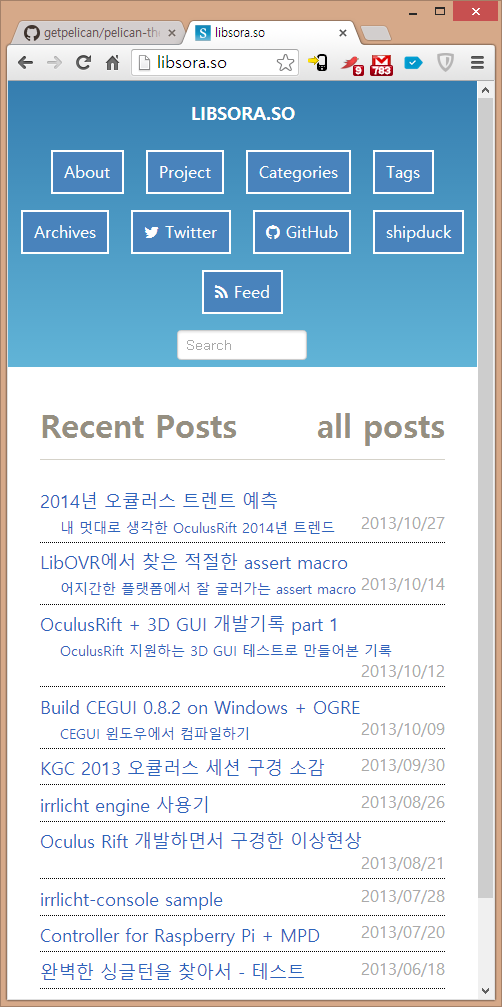 getpelican/pelican-the
libsora.so
libsora.so
9
783
LIBSORA.SO
About
Project
Categories
Tags
Archives
Twitter
GitHub
shipduck
Feed
Search
Recent Posts
all posts
2014년 오큘러스 트렌트 예측
내 멋대로 생각한 OculusRift 2014년 트렌드
2013/10/27
LibOVR에서 찾은 적절한 assert macro
어지간한 플랫폼에서 잘 굴러가는 assert macro
2013/10/14
OculusRift + 3D GUI 개발기록 part 1
OculusRift 지원하는 3D GUI 테스트로 만들어본 기록
2013/10/12
Build CEGUI 0.8.2 on Windows + OGRE
CEGUI 윈도우에서 컴파일하기
2013/10/09
KGC 2013 오큘러스 세션 구경 소감
2013/09/30
irrlicht engine 사용기
2013/08/26
Oculus Rift 개발하면서 구경한 이상현상
2013/08/21
irrlicht-console sample
2013/07/28
Controller for Raspberry Pi + MPD
2013/07/20
완벽한 싱글턴을 찾아서 - 테스트
2013/06/18